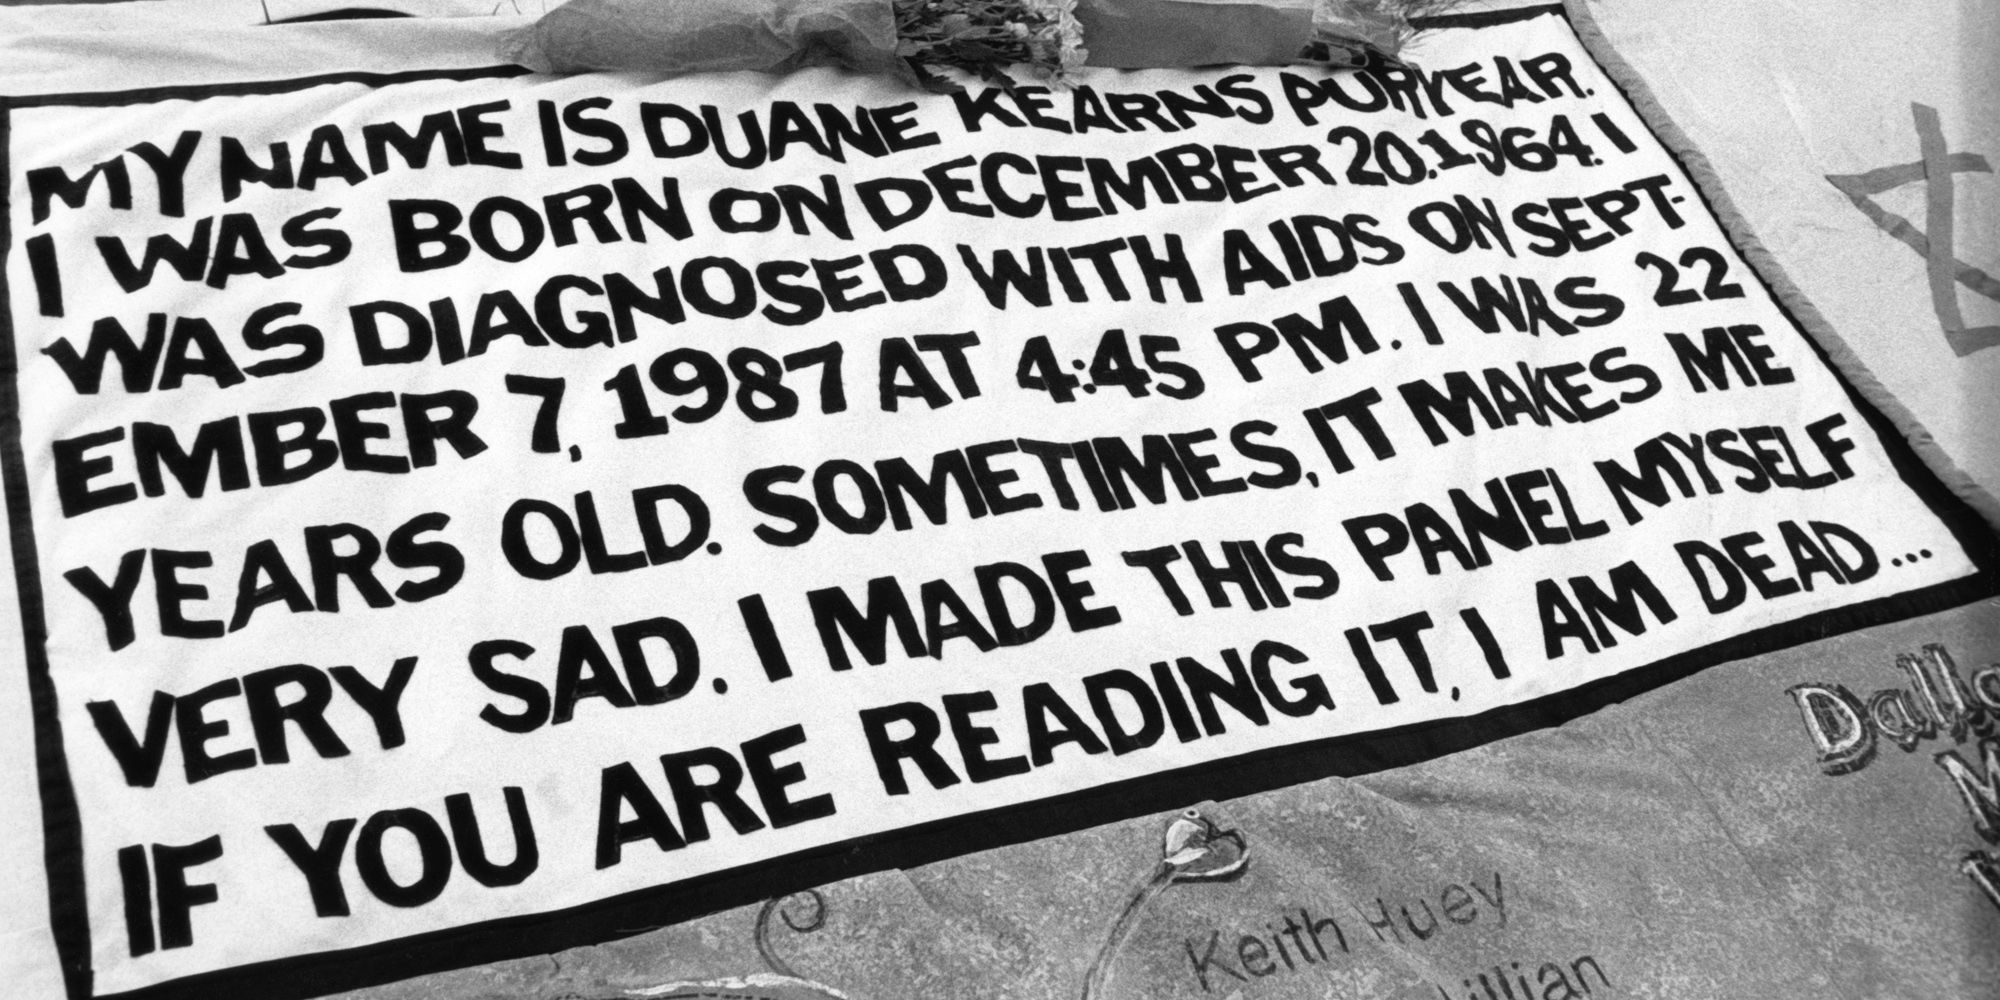 MY NAME IS DUANE KEARNS PURYEAR.
I WAS BORN ON DECEMBER 20, 1964. I
WAS DIAGNOSED WITH AIDS ON SEPT-
EMBER 7, 1987 AT 4:45 PM. I WAS 22
YEARS OLD. SOMETIMES, IT MAKES ME
VERY SAD. I MADE THIS PANEL MYSELF
IF YOU ARE READING IT, I AM DEAD...
Keith Huey